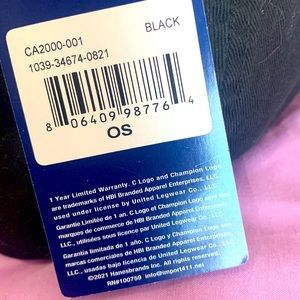 CA2000-001
BLACK
1039-34674-0821
8 06409 98776 4
OS
1 Year Limited Warranty. C Logo and Champion Logo
are trademarks of HBI Branded Apparel Enterprises, LLC,
used under license by United Legwear Co., LLC.
Garantie Limitée de 1 an. C Logo et Champion Logo sont des
marques de commerce de HBI Branded Apparel Enterprises,
LLC., utilisées sous licence par United Legwear Co., LLC.
Garantía limitada de 1 año. C Logo y Champion Logo son
marcas comerciales de HBI Branded Apparel Enterprises,
LLC., usadas bajo licencia de United Legwear Co., LLC.
©2021 Hanesbrands Inc. All rights reserved.
RN#100750 info@import411.net